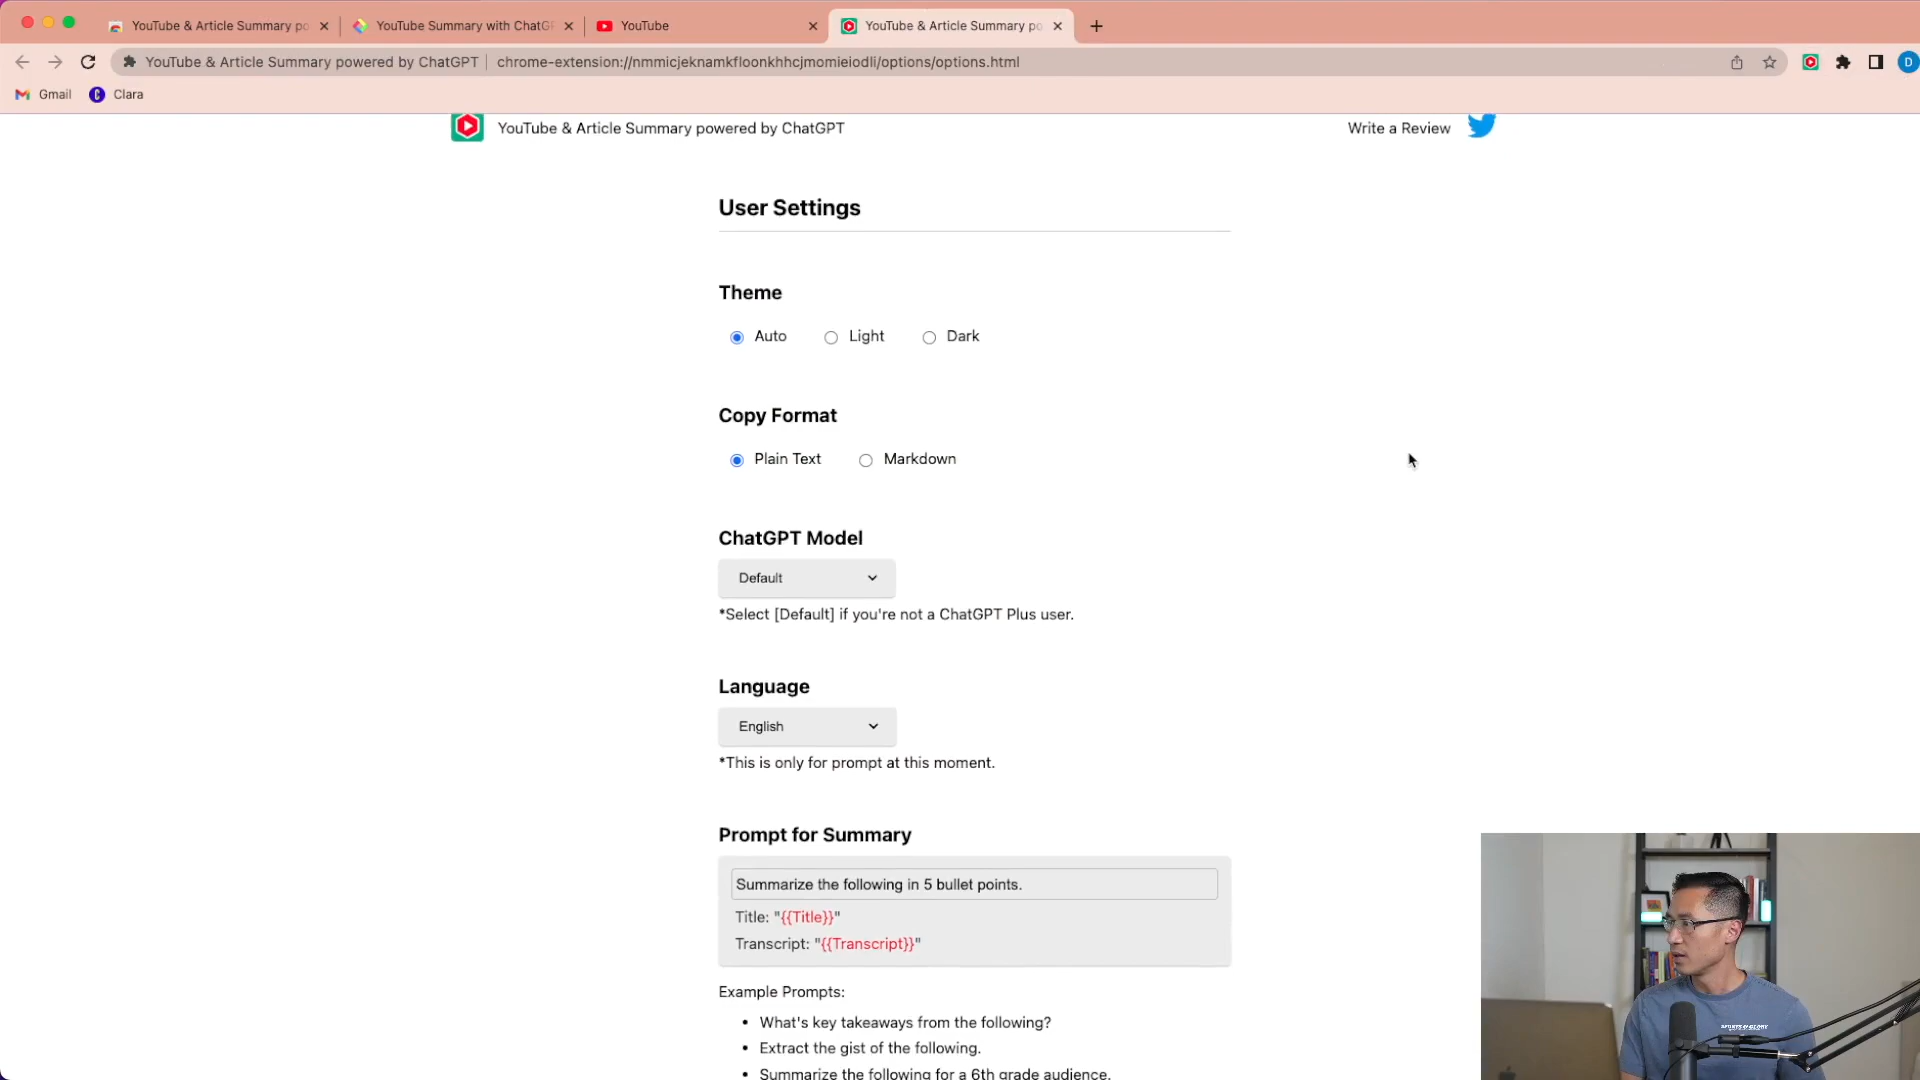 YouTube & Article Summary po
YouTube Summary with ChatG
YouTube
YouTube & Article Summary po
YouTube & Article Summary powered by ChatGPT
chrome-extension://nmmicjeknamkfloonkhhcjmomieiodli/options/options.html
D
Gmail
Clara
YouTube & Article Summary powered by ChatGPT
Write a Review
User Settings
Theme
Auto
Light
Dark
Copy Format
Plain Text
Markdown
ChatGPT Model
Default
*Select [Default] if you're not a ChatGPT Plus user.
Language
English
*This is only for prompt at this moment.
Prompt for Summary
Summarize the following in 5 bullet points.
Title: "{{Title}}"
Transcript: "{{Transcript}}"
Example Prompts:
• What's key takeaways from the following?
• Extract the gist of the following.
• Summarize the following for a 6th grade audience.